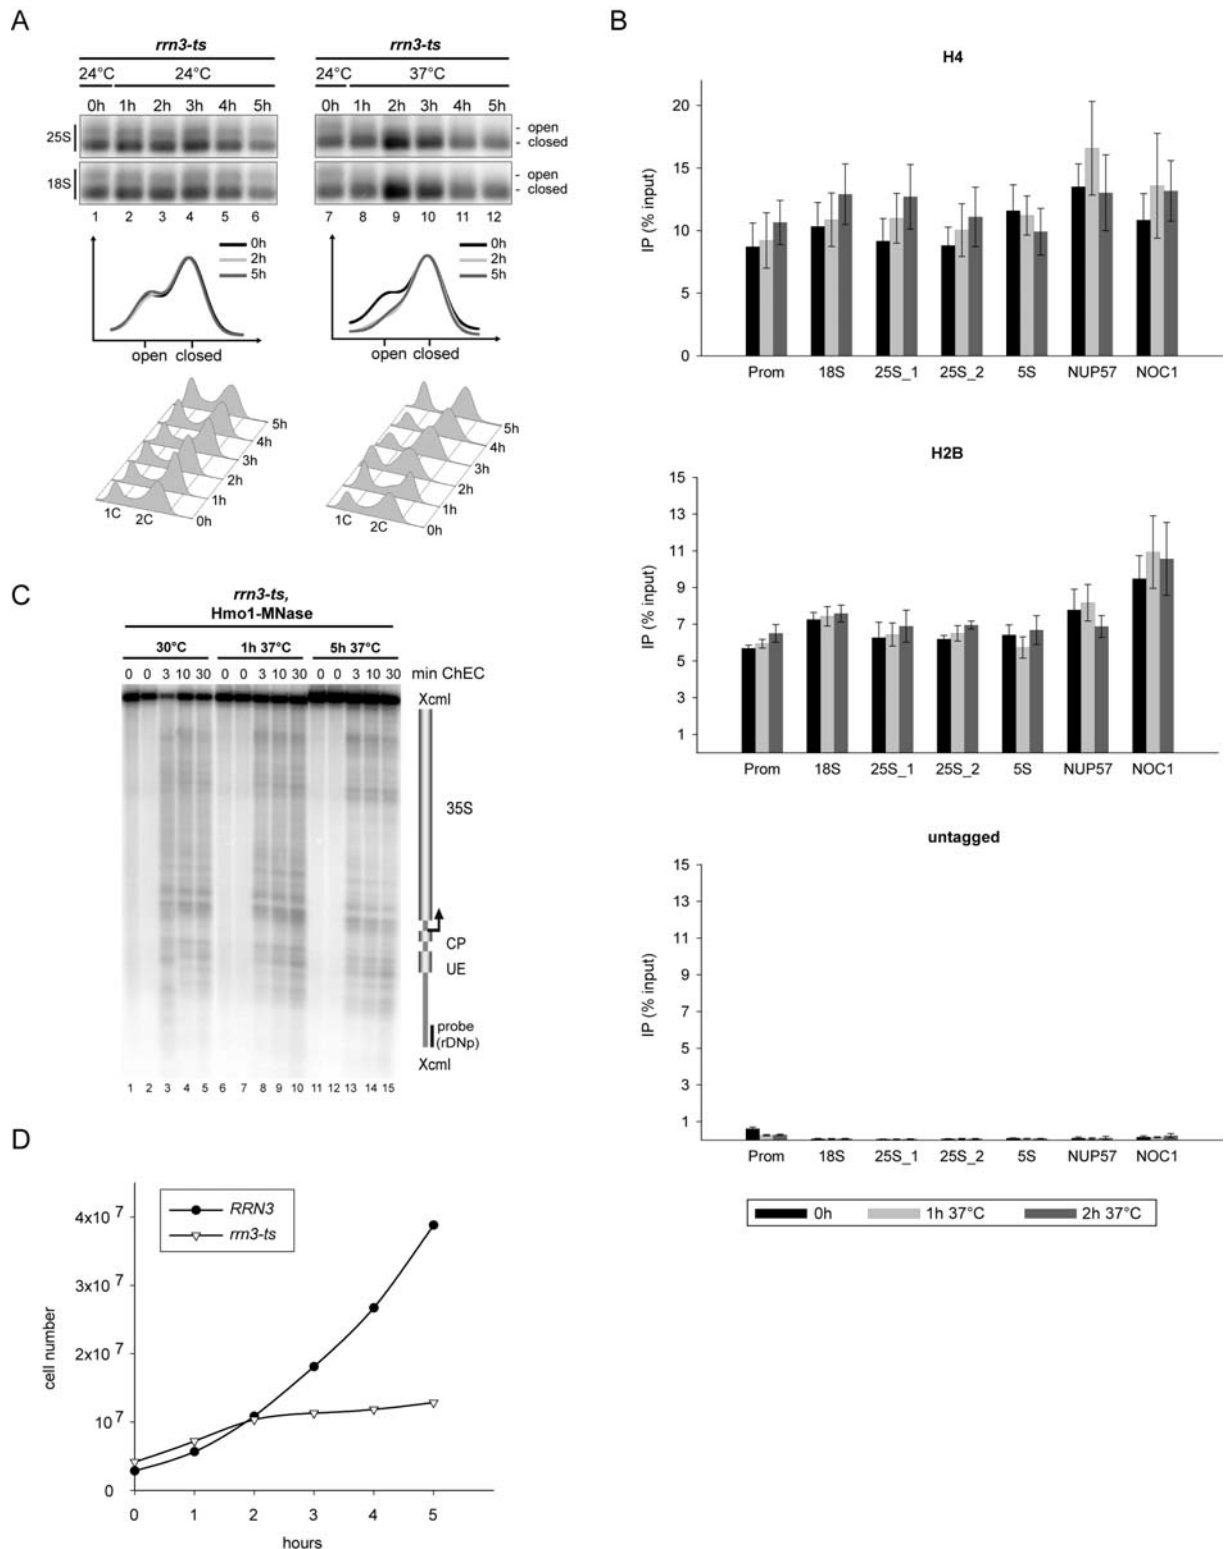 A
rrn3-ts
24°C 24°C
0h 1h 2h 3h 4h 5h
25S
18S
1 2 3 4 5 6
rrn3-ts
24°C 37°C
0h 1h 2h 3h 4h 5h
- open
- closed
- open
- closed
7 8 9 10 11 12
0h
2h
5h
open closed
0h
2h
5h
open closed
5h
4h
3h
2h
1h
0h
1C 2C
5h
4h
3h
2h
1h
0h
1C 2C
B
H4
IP (% input)
20
15
10
5
0
Prom 18S 25S_1 25S_2 5S NUP57 NOC1
H2B
IP (% input)
15
13
11
9
7
5
3
1
Prom 18S 25S_1 25S_2 5S NUP57 NOC1
untagged
IP (% input)
15
13
11
9
7
5
3
1
Prom 18S 25S_1 25S_2 5S NUP57 NOC1
0h 1h 37°C 2h 37°C
C
rrn3-ts,
Hmo1-MNase
30°C 1h 37°C 5h 37°C
0 0 3 10 30 0 0 3 10 30 0 0 3 10 30 min ChEC
XcmI
35S
CP
UE
probe
(rDNp)
XcmI
1 2 3 4 5 6 7 8 9 10 11 12 13 14 15
D
RRN3
rrn3-ts
cell number
4x10 7
3x10 7
2x10 7
10 7
0
0 1 2 3 4 5
hours